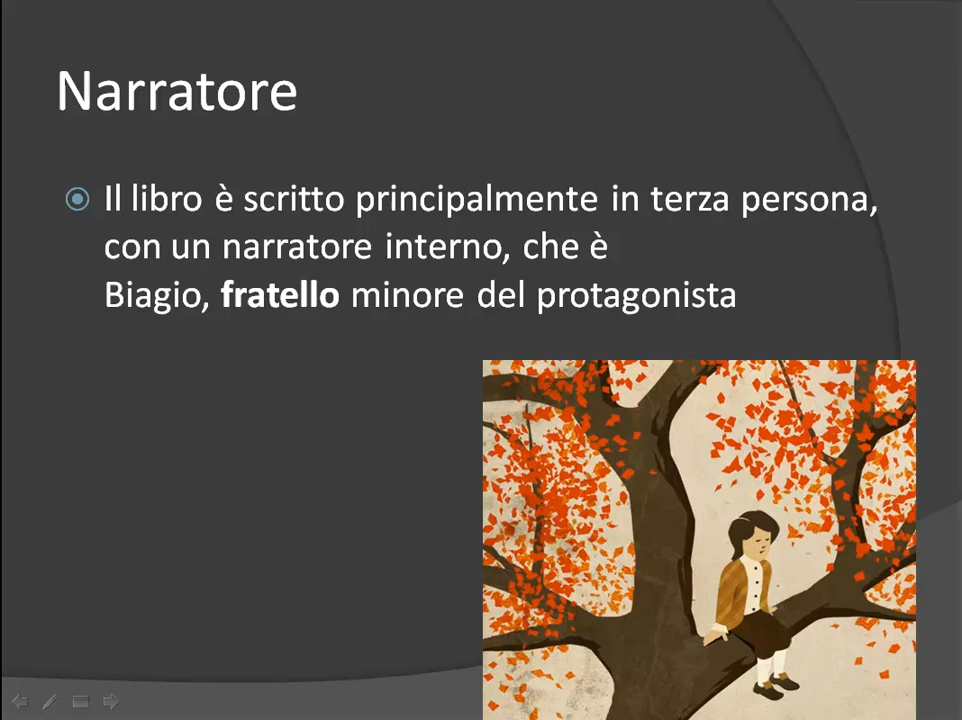 Narratore
Il libro è scritto principalmente in terza persona,
con un narratore interno, che è
Biagio, fratello minore del protagonista